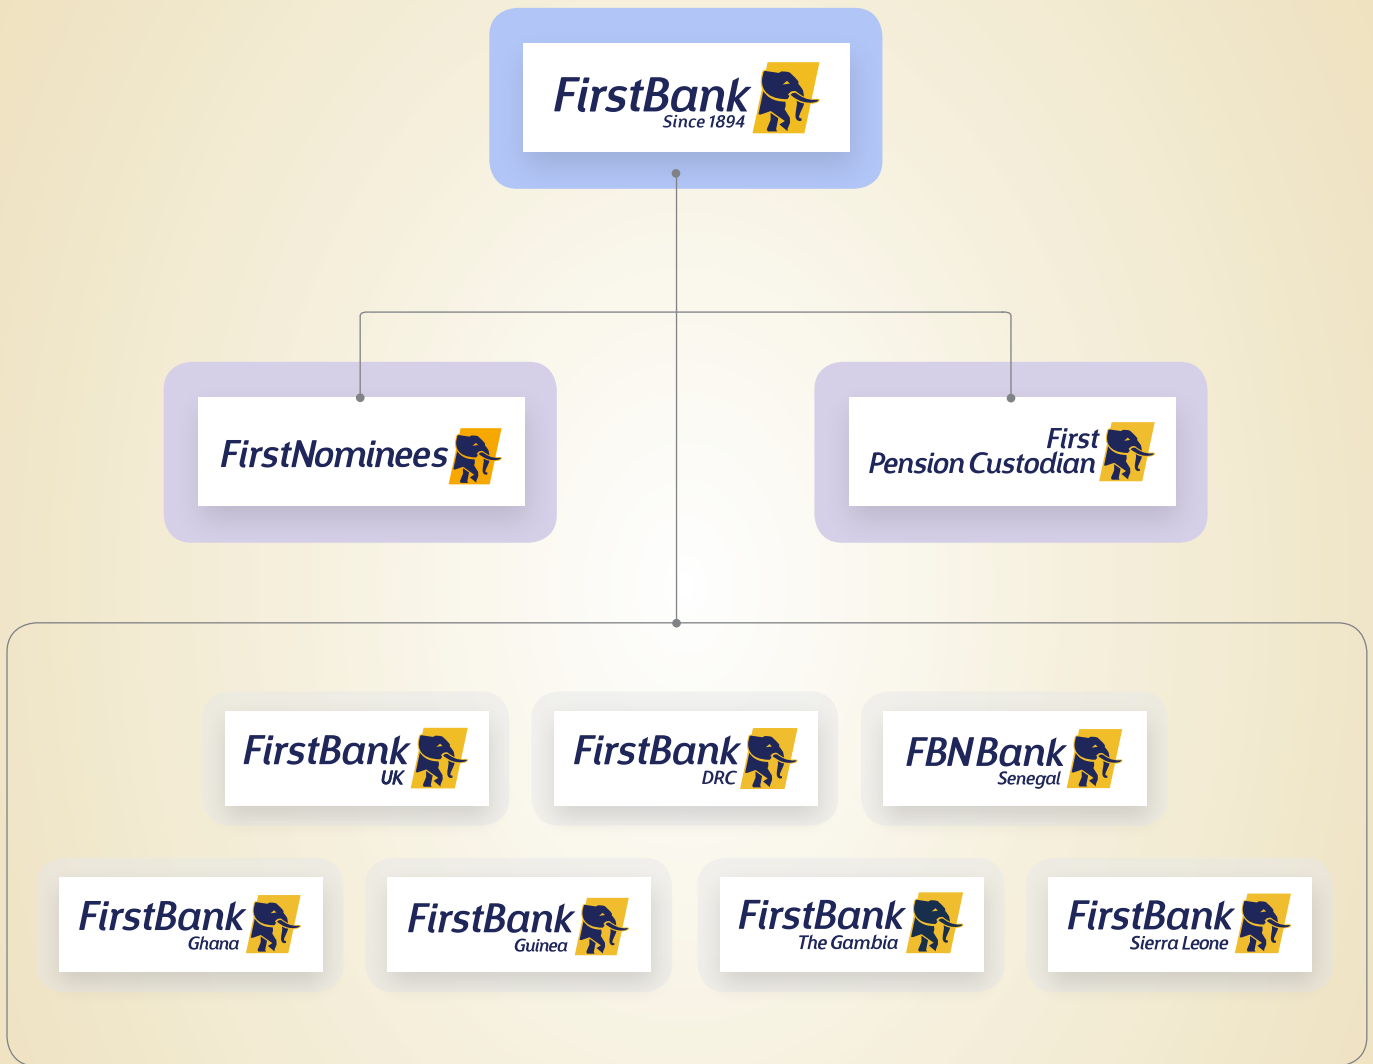 FirstBank
Since 1894
FirstNominees
First
Pension Custodian
FirstBank
UK
FirstBank
DRC
FBNBank
Senegal
FirstBank
Ghana
FirstBank
Guinea
FirstBank
The Gambia
FirstBank
Sierra Leone